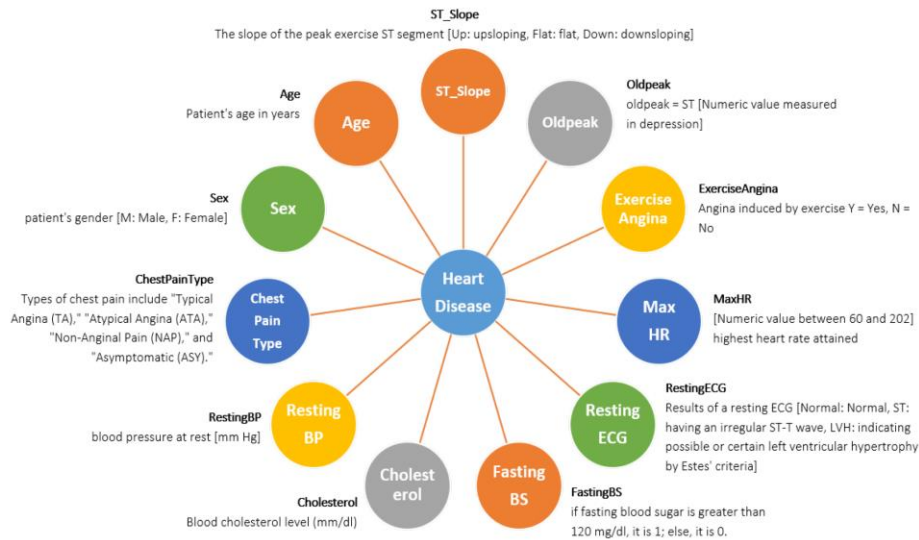 ST_Slope
The slope of the peak exercise ST segment [Up: upsloping, Flat: flat, Down: downsloping]
ST_Slope
Oldpeak
oldpeak = ST [Numeric value measured
in depression]
Oldpeak
ExerciseAngina
Angina induced by exercise Y = Yes, N =
No
Exercise
Angina
MaxHR
[Numeric value between 60 and 202]
highest heart rate attained
Max
HR
RestingECG
Results of a resting ECG [Normal: Normal, ST:
having an irregular ST-T wave, LVH: indicating
possible or certain left ventricular hypertrophy
by Estes' criteria]
Resting
ECG
FastingBS
if fasting blood sugar is greater than
120 mg/dl, it is 1; else, it is 0.
Fasting
BS
Cholesterol
Blood cholesterol level (mm/dl)
Cholest
erol
RestingBP
blood pressure at rest [mm Hg]
Resting
BP
ChestPainType
Types of chest pain include "Typical
Angina (TA)," "Atypical Angina (ATA),"
"Non-Anginal Pain (NAP)," and
"Asymptomatic (ASY)."
Chest
Pain
Type
Sex
patient's gender [M: Male, F: Female]
Sex
Age
Patient's age in years
Age
Heart
Disease